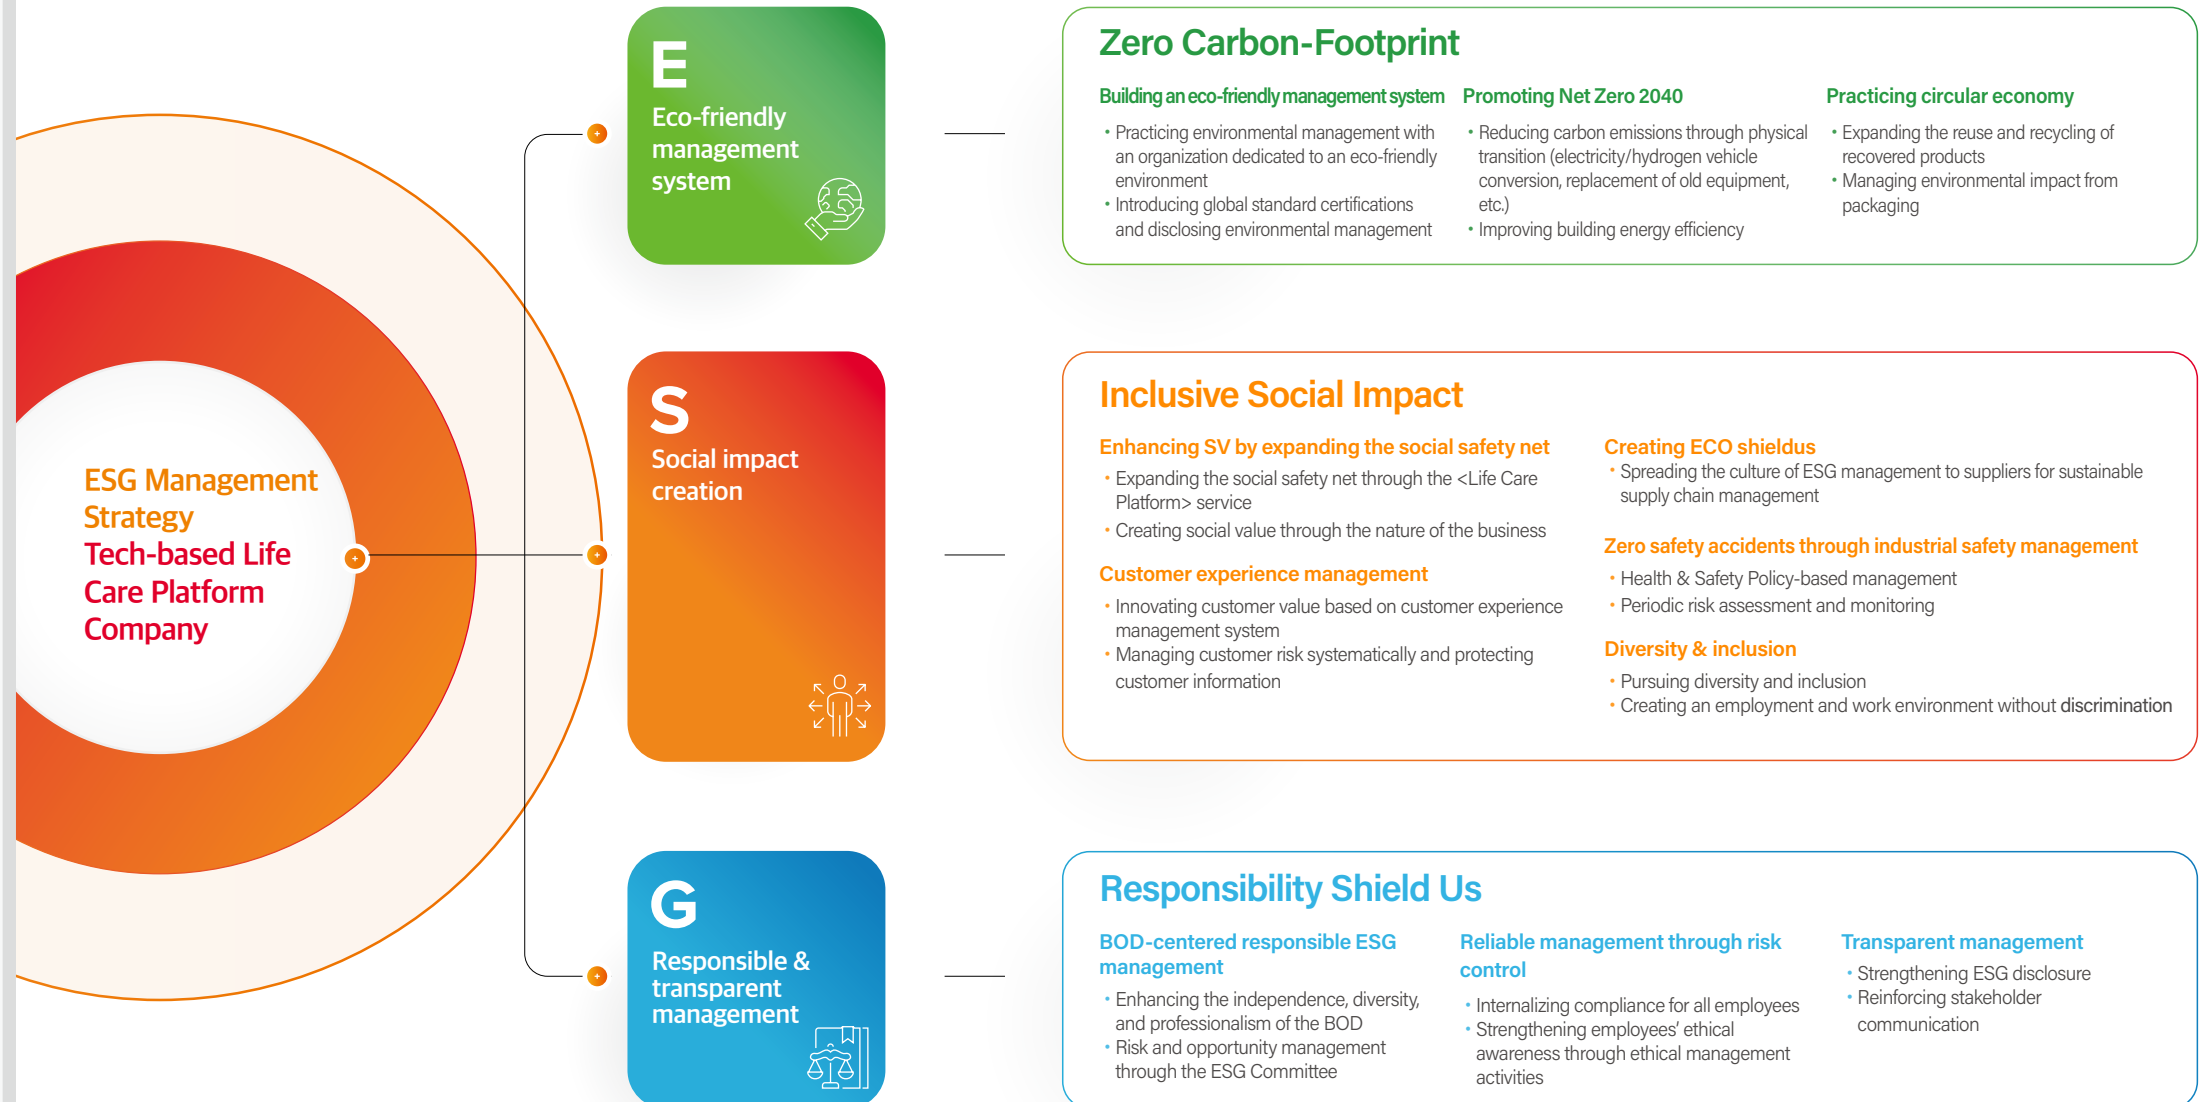 ESG Management
Strategy
Tech-based Life
Care Platform
Company
E
Eco-friendly
management
system
Zero Carbon-Footprint
Building an eco-friendly management system
• Practicing environmental management with
an organization dedicated to an eco-friendly
environment
• Introducing global standard certifications
and disclosing environmental management
Promoting Net Zero 2040
• Reducing carbon emissions through physical
transition (electricity/hydrogen vehicle
conversion, replacement of old equipment,
etc.)
• Improving building energy efficiency
Practicing circular economy
• Expanding the reuse and recycling of
recovered products
• Managing environmental impact from
packaging
S
Social impact
creation
Inclusive Social Impact
Enhancing SV by expanding the social safety net
• Expanding the social safety net through the <Life Care
Platform> service
• Creating social value through the nature of the business
Customer experience management
• Innovating customer value based on customer experience
management system
• Managing customer risk systematically and protecting
customer information
Creating ECO shieldus
• Spreading the culture of ESG management to suppliers for sustainable
supply chain management
Zero safety accidents through industrial safety management
• Health & Safety Policy-based management
• Periodic risk assessment and monitoring
Diversity & inclusion
• Pursuing diversity and inclusion
• Creating an employment and work environment without discrimination
G
Responsible &
transparent
management
Responsibility Shield Us
BOD-centered responsible ESG
management
• Enhancing the independence, diversity,
and professionalism of the BOD
• Risk and opportunity management
through the ESG Committee
Reliable management through risk
control
• Internalizing compliance for all employees
• Strengthening employees' ethical
awareness through ethical management
activities
Transparent management
• Strengthening ESG disclosure
• Reinforcing stakeholder
communication